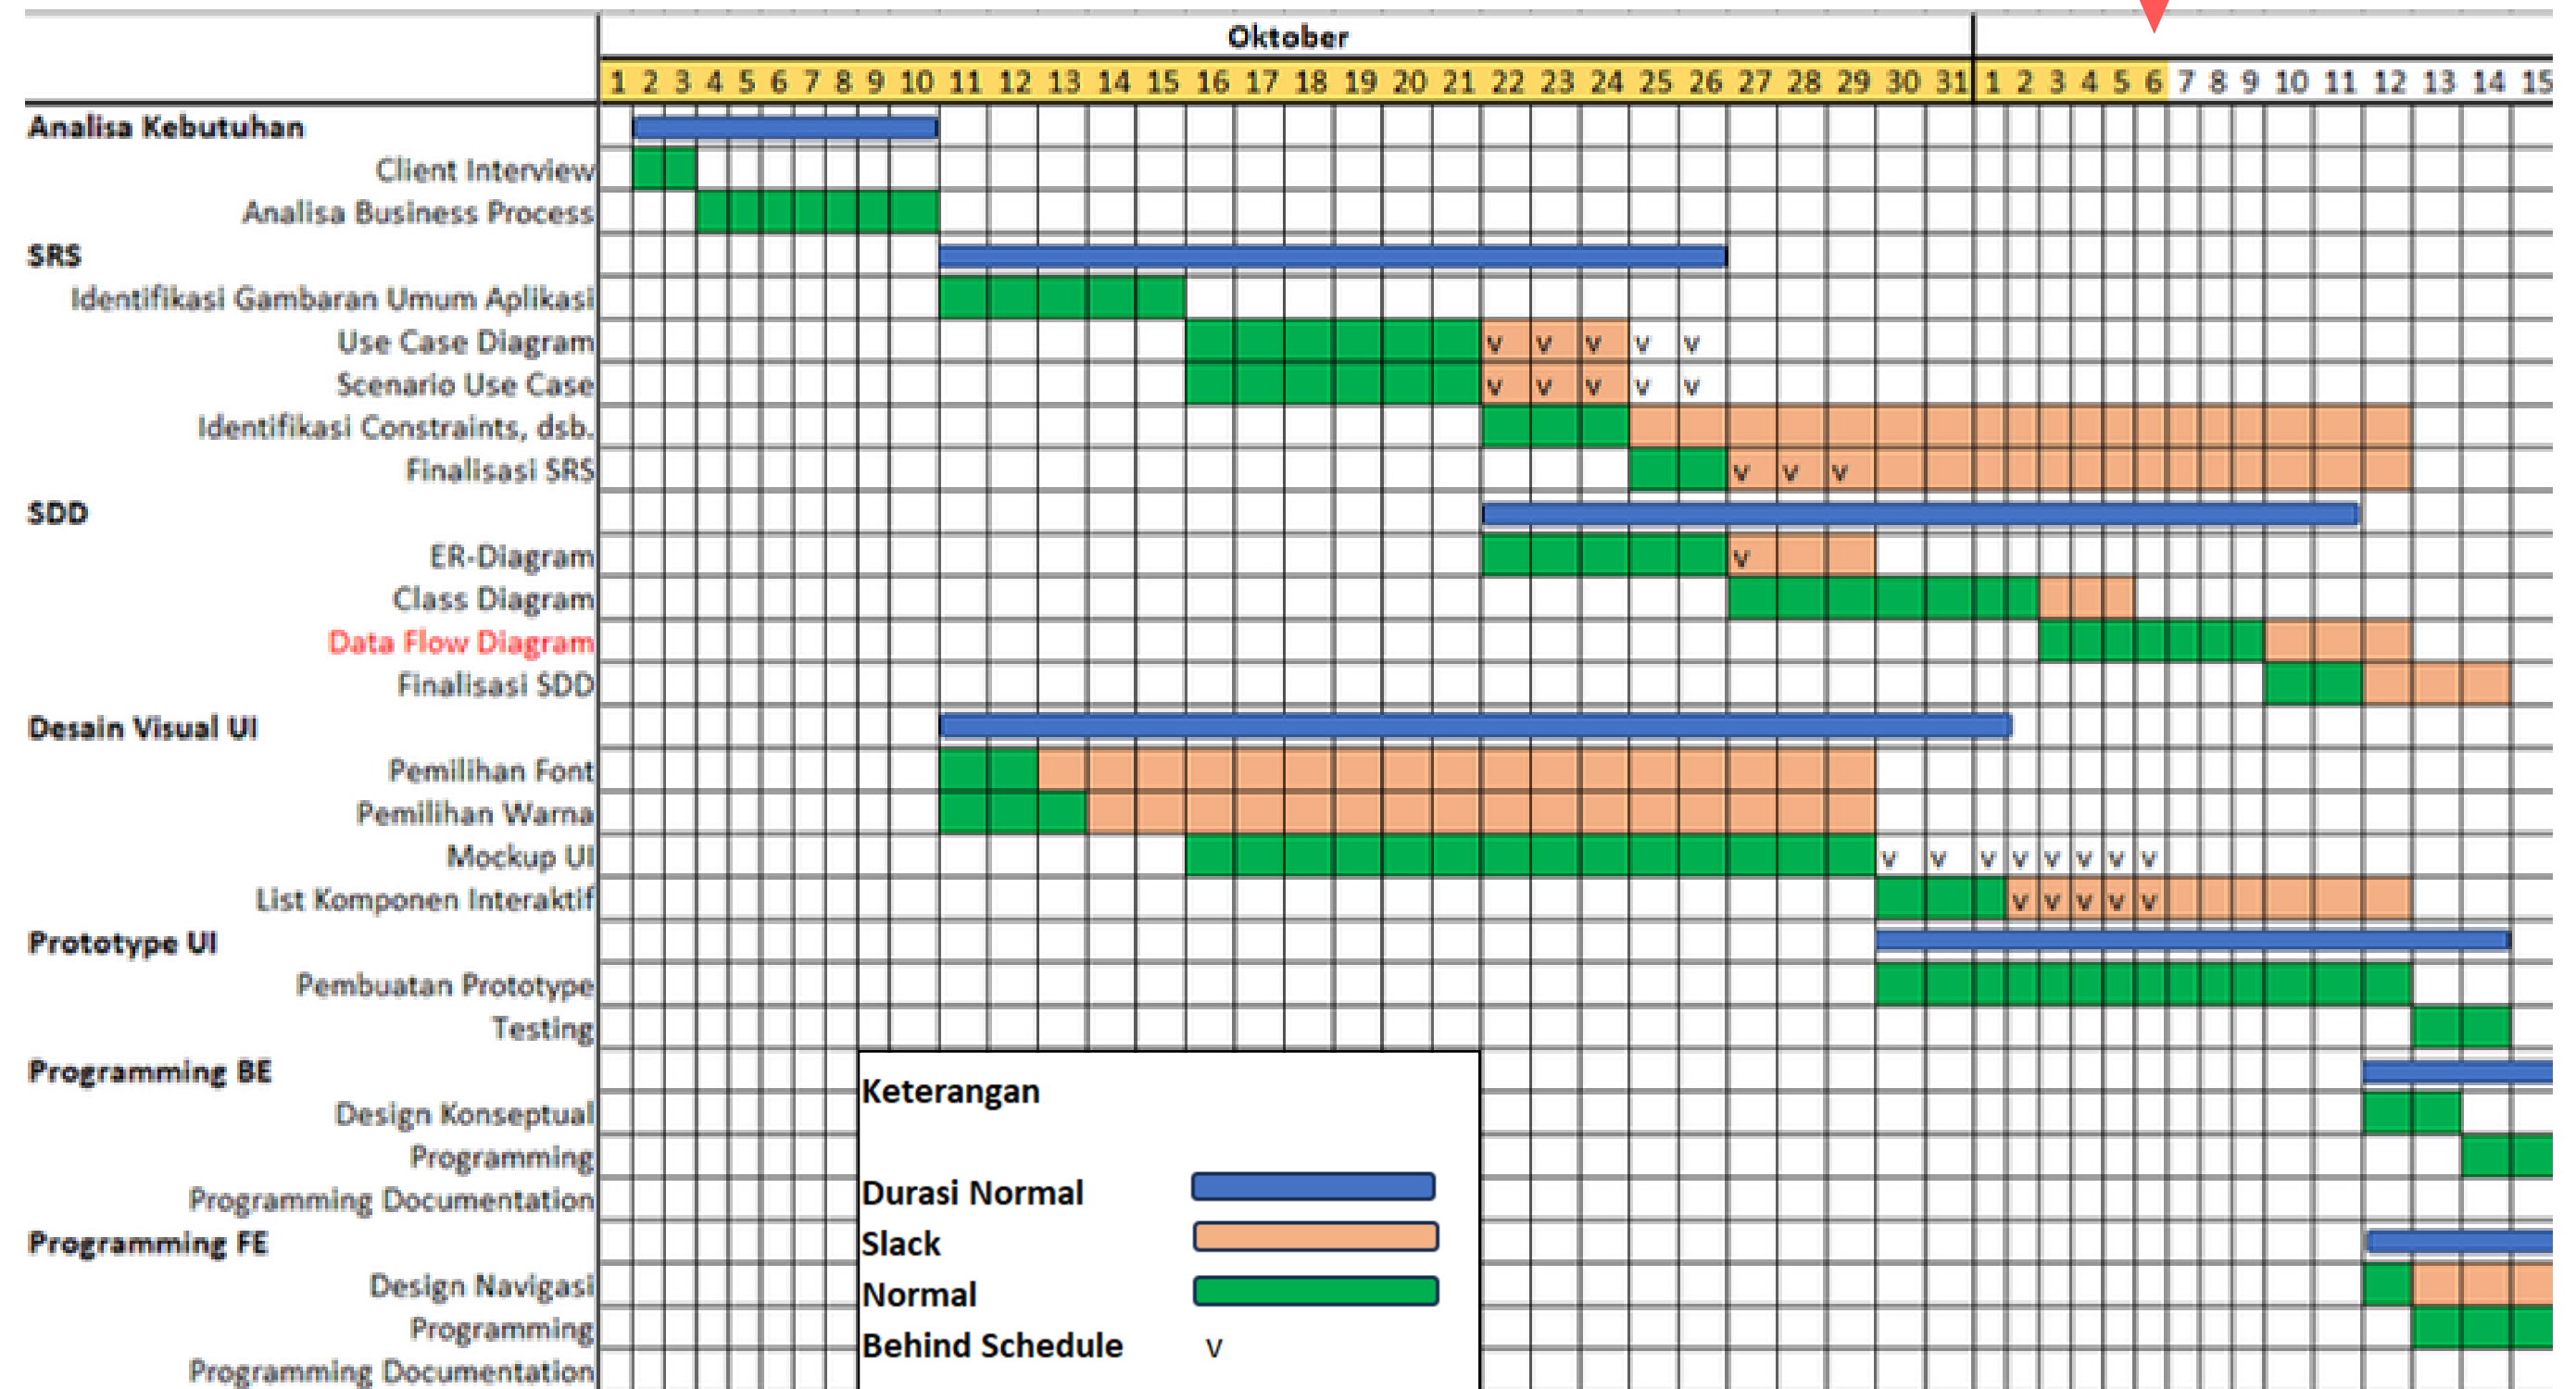 Oktober
1 2 3 4 5 6 7 8 9 10 11 12 13 14 15 16 17 18 19 20 21 22 23 24 25 26 27 28 29 30 31 1 2 3 4 5 6 7 8 9 10 11 12 13 14 15
Analisa Kebutuhan
Client Interview
Analisa Business Process
SRS
Identifikasi Gambaran Umum Aplikasi
Use Case Diagram v v v v v
Scenario Use Case v v v v v
Identifikasi Constraints, dsb.
Finalisasi SRS v v v
SDD
ER-Diagram v
Class Diagram
Data Flow Diagram
Finalisasi SDD
Desain Visual UI
Pemilihan Font
Pemilihan Warna
Mockup UI v v v v v v v v
List Komponen Interaktif v v v v v
Prototype UI
Pembuatan Prototype
Testing
Programming BE
Design Konseptual
Programming
Programming Documentation
Programming FE
Design Navigasi
Programming
Programming Documentation
Keterangan
Durasi Normal
Slack
Normal
Behind Schedule v